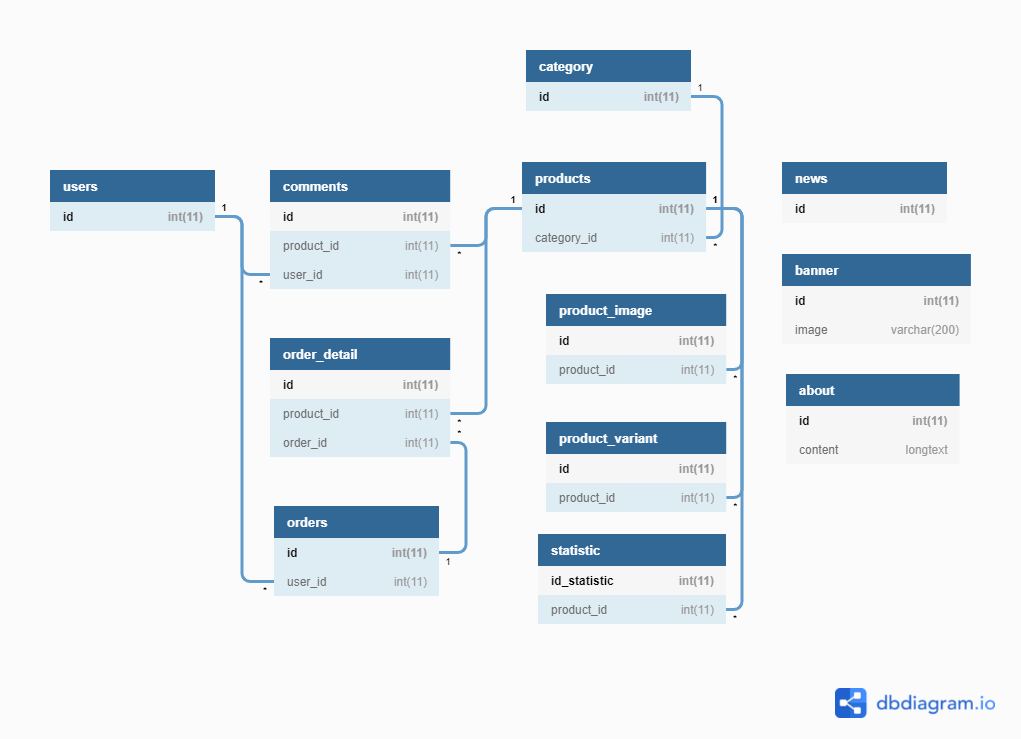 category
id int(11)
1
users
id int(11)
1
comments
id int(11)
product_id int(11)
*
user_id int(11)
*
products
1
id int(11)
1
category_id int(11)
*
news
id int(11)
banner
id int(11)
image varchar(200)
product_image
id int(11)
product_id int(11)
*
order_detail
id int(11)
product_id int(11)
*
*
order_id int(11)
about
id int(11)
content longtext
product_variant
id int(11)
product_id int(11)
*
orders
id int(11)
1
user_id int(11)
*
statistic
id_statistic int(11)
product_id int(11)
*
dbdiagram.io